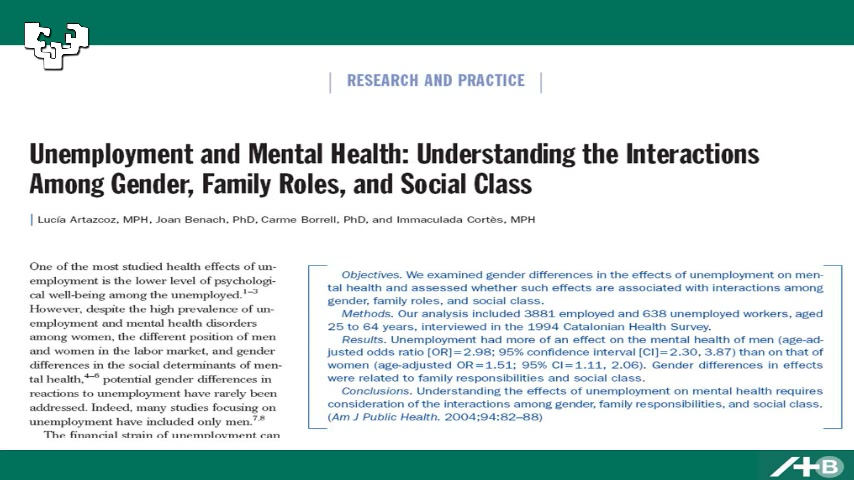 | RESEARCH AND PRACTICE |
Unemployment and Mental Health: Understanding the Interactions
Among Gender, Family Roles, and Social Class
| Lucía Artazcoz, MPH, Joan Benach, PhD, Carme Borrell, PhD, and Immaculada Cortès, MPH
One of the most studied health effects of un-
employment is the lower level of psychologi-
cal well-being among the unemployed.1–3
However, despite the high prevalence of un-
employment and mental health disorders
among women, the different position of men
and women in the labor market, and gender
differences in the social determinants of men-
tal health,4–6 potential gender differences in
reactions to unemployment have rarely been
addressed. Indeed, many studies focusing on
unemployment have included only men.7,8
The financial strain of unemployment can
Objectives. We examined gender differences in the effects of unemployment on men-
tal health and assessed whether such effects are associated with interactions among
gender, family roles, and social class.
Methods. Our analysis included 3881 employed and 638 unemployed workers, aged
25 to 64 years, interviewed in the 1994 Catalonian Health Survey.
Results. Unemployment had more of an effect on the mental health of men (age-ad-
justed odds ratio [OR]=2.98; 95% confidence interval [CI]=2.30, 3.87) than on that of
women (age-adjusted OR=1.51; 95% CI=1.11, 2.06). Gender differences in effects
were related to family responsibilities and social class.
Conclusions. Understanding the effects of unemployment on mental health requires
consideration of the interactions among gender, family responsibilities, and social class.
(Am J Public Health. 2004;94:82–88)
B